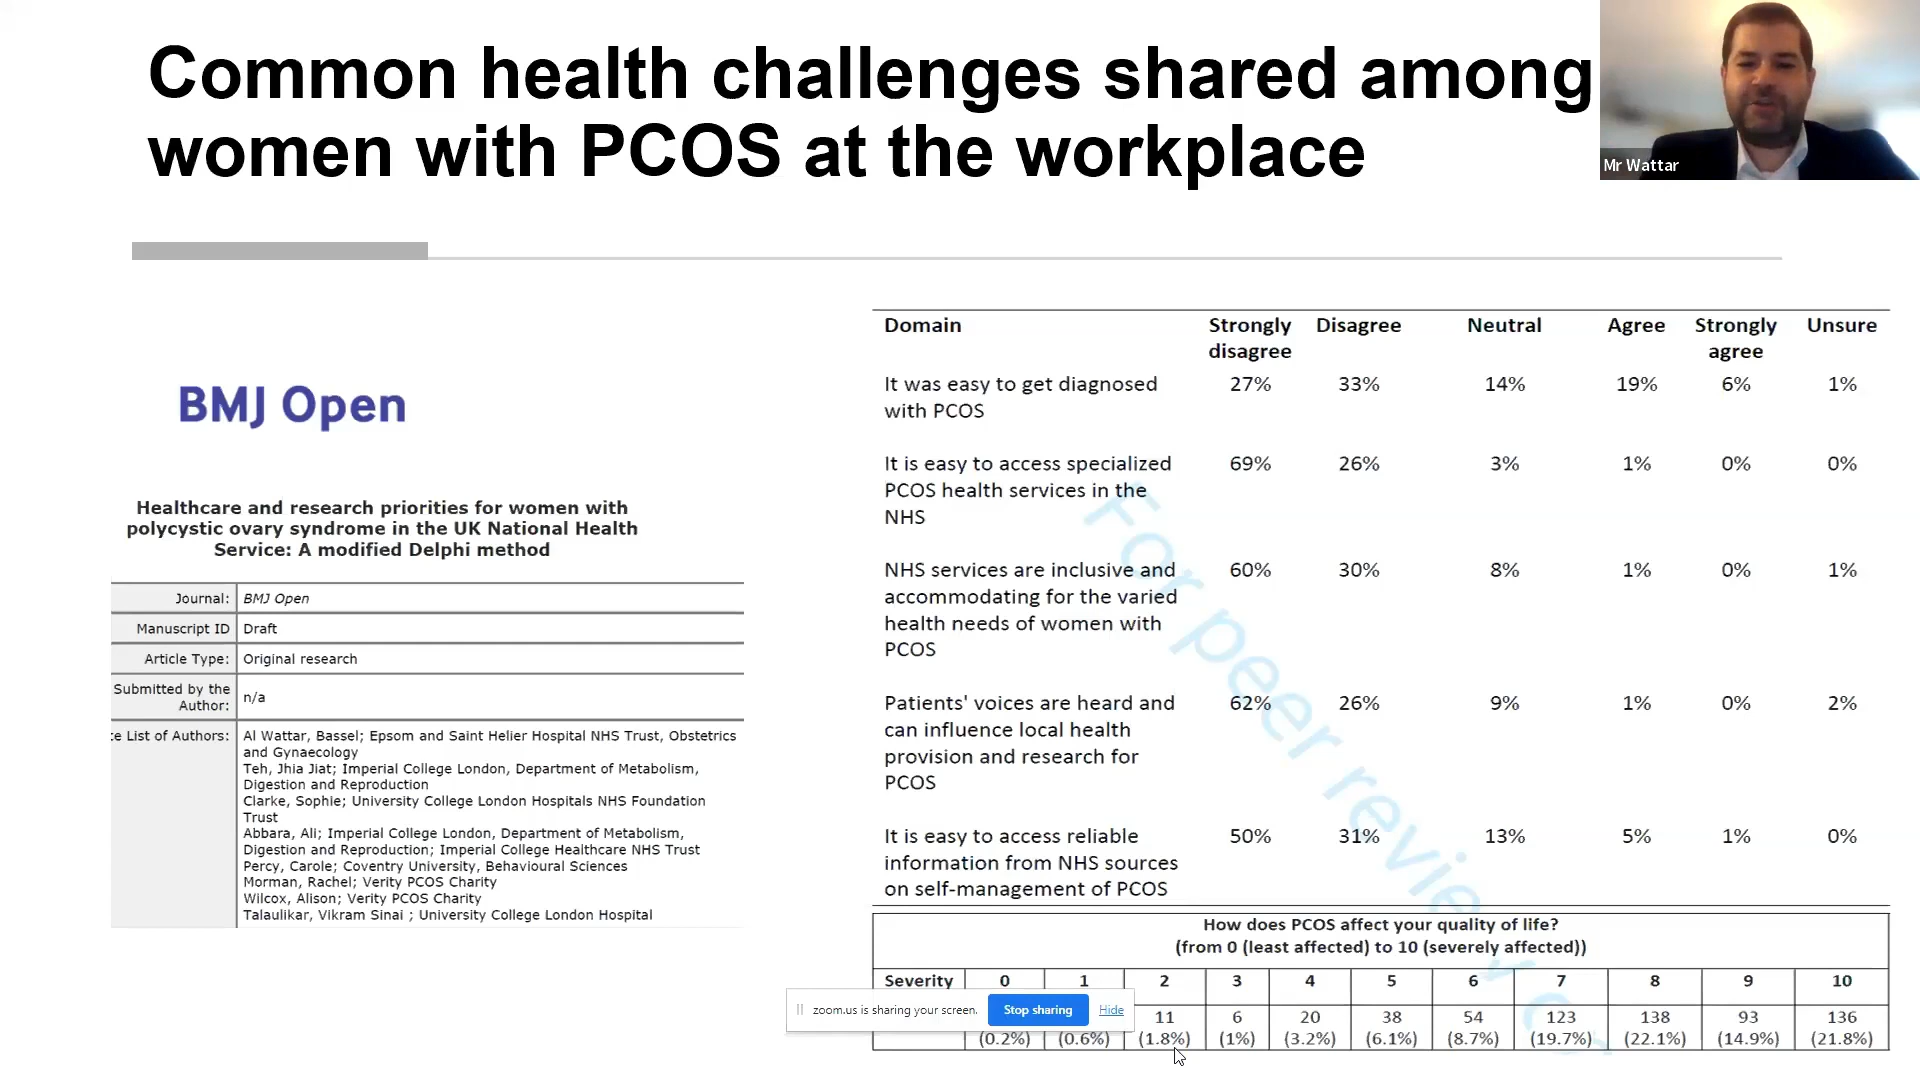 Common health challenges shared among
women with PCOS at the workplace
Mr Wattar
BMJ Open
Healthcare and research priorities for women with
polycystic ovary syndrome in the UK National Health
Service: A modified Delphi method
Journal: BMJ Open
Manuscript ID Draft
Article Type: Original research
Submitted by the
Author: n/a
List of Authors: Al Wattar, Bassel; Epsom and Saint Helier Hospital NHS Trust, Obstetrics
and Gynaecology
Teh, Jhia Jiat; Imperial College London, Department of Metabolism,
Digestion and Reproduction
Clarke, Sophie; University College London Hospitals NHS Foundation
Trust
Abbara, Ali; Imperial College London, Department of Metabolism,
Digestion and Reproduction; Imperial College Healthcare NHS Trust
Percy, Carole; Coventry University, Behavioural Sciences
Morman, Rachel; Verity PCOS Charity
Wilcox, Alison; Verity PCOS Charity
Talaulikar, Vikram Sinai ; University College London Hospital
Domain Strongly disagree Disagree Neutral Agree Strongly agree Unsure
It was easy to get diagnosed 27% 33% 14% 19% 6% 1%
with PCOS
It is easy to access specialized 69% 26% 3% 1% 0% 0%
PCOS health services in the
NHS
NHS services are inclusive and 60% 30% 8% 1% 0% 1%
accommodating for the varied
health needs of women with
PCOS
Patients' voices are heard and 62% 26% 9% 1% 0% 2%
can influence local health
provision and research for
PCOS
It is easy to access reliable 50% 31% 13% 5% 1% 0%
information from NHS sources
on self-management of PCOS
For peer review
How does PCOS affect your quality of life?
(from 0 (least affected) to 10 (severely affected))
Severity 0 1 2 3 4 5 6 7 8 9 10
11 6 20 38 54 123 138 93 136
(0.2%) (0.6%) (1.8%) (1%) (3.2%) (6.1%) (8.7%) (19.7%) (22.1%) (14.9%) (21.8%)
zoom.us is sharing your screen. Stop sharing Hide